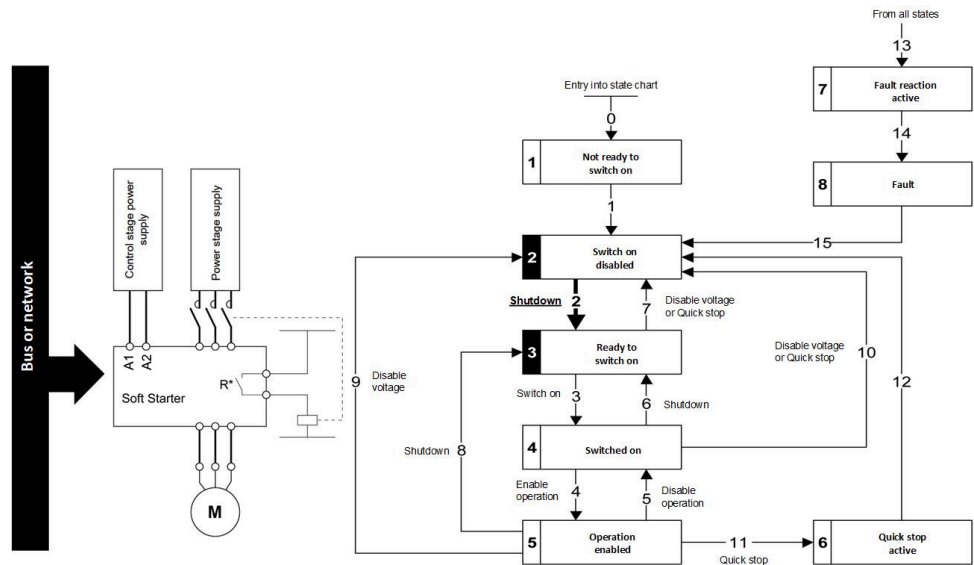 Bus or network
Control stage power
supply
Power stage supply
A1
A2
R*
Soft Starter
M
Entry into state chart
0
1
Not ready to
switch on
1
2
Switch on
disabled
Shutdown
2
7
Disable voltage
or Quick stop
3
Ready to
switch on
Switch on
3
6
Shutdown
4
Switched on
Enable
operation
4
5
Disable
operation
5
Operation
enabled
11
Quick stop
6
Quick stop
active
9
Disable
voltage
Shutdown
8
Disable voltage
or Quick stop
10
12
From all states
13
7
Fault reaction
active
14
8
Fault
15